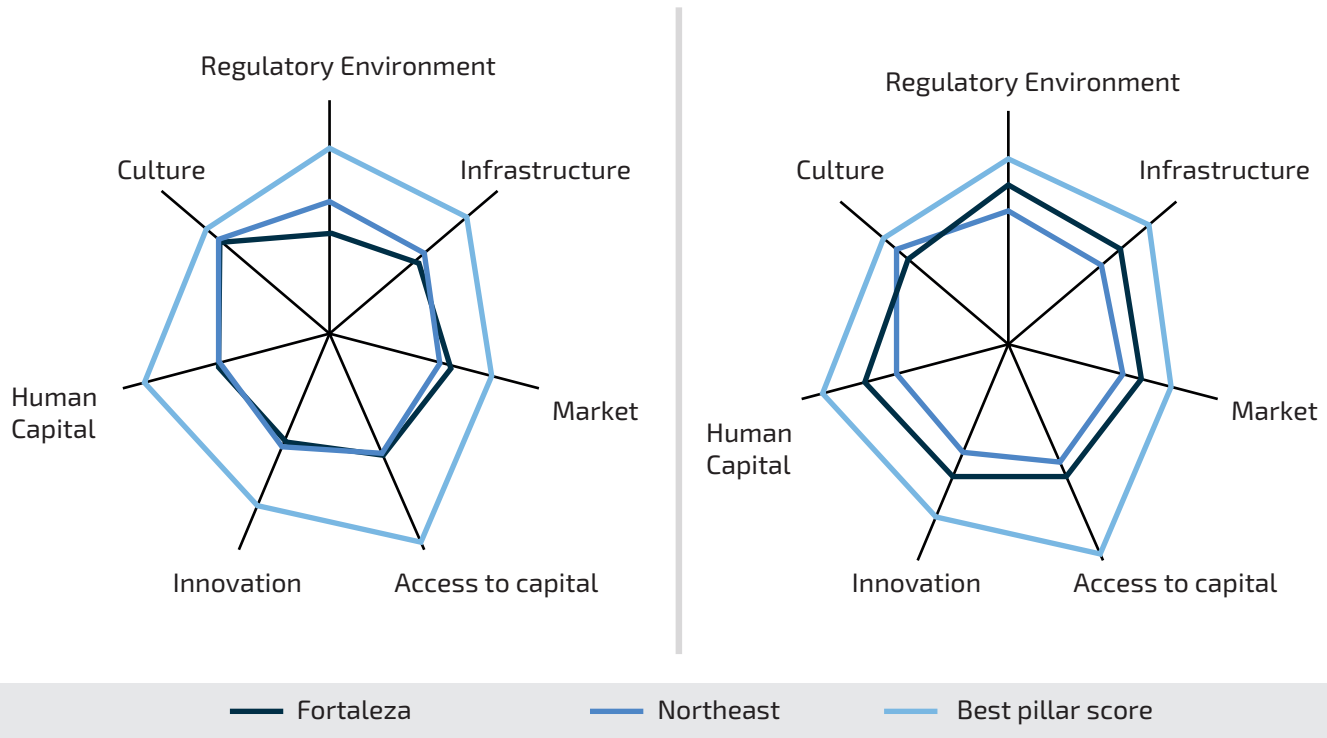 Regulatory Environment
Culture
Infrastructure
Human
Capital
Market
Innovation
Access to capital
Regulatory Environment
Culture
Infrastructure
Human
Capital
Market
Innovation
Access to capital
Fortaleza
Northeast
Best pillar score